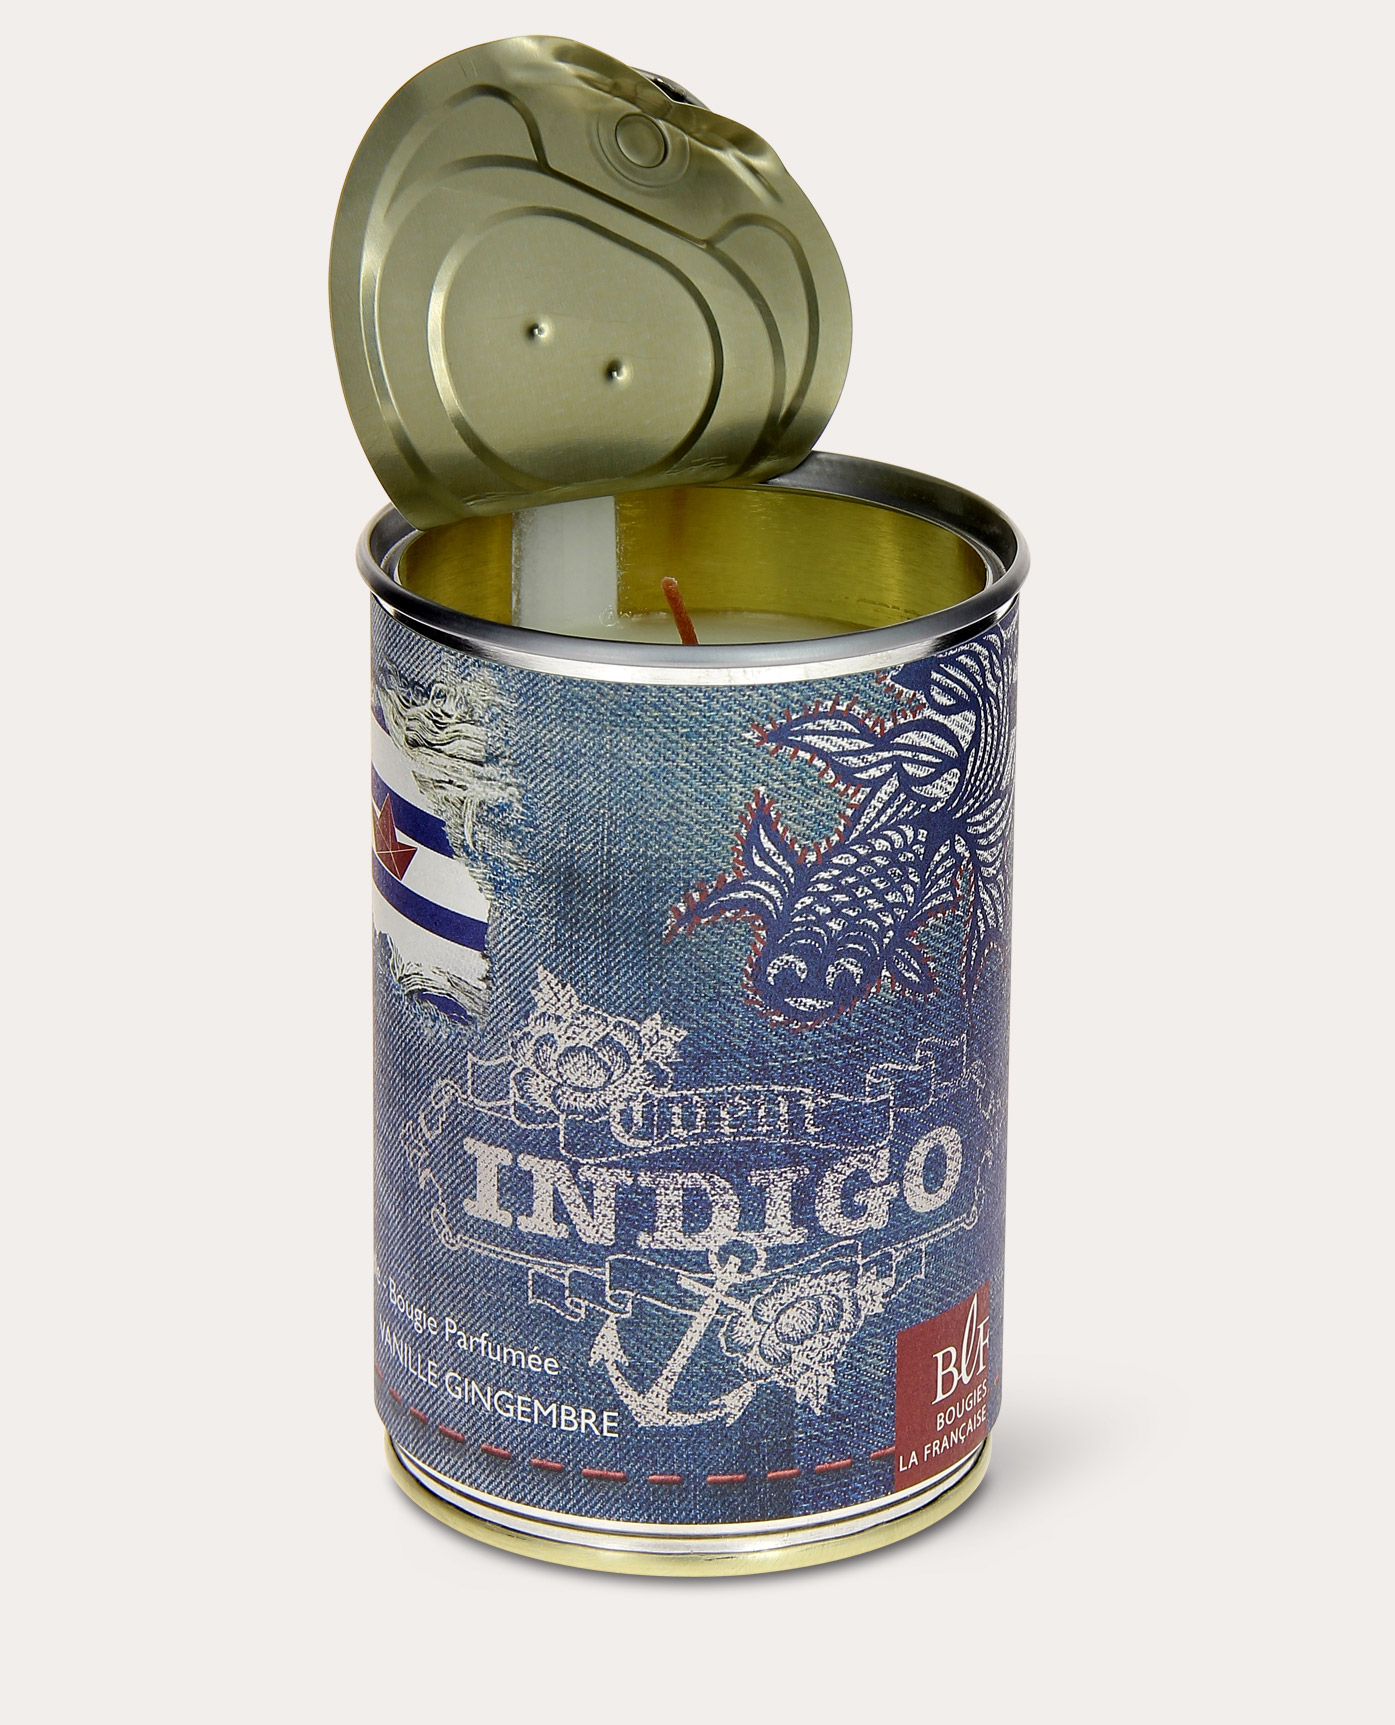 INDIGO
Bougie Parfumée
VANILLE GINGEMBRE
BlF
BOUGIES
LA FRANÇAISE